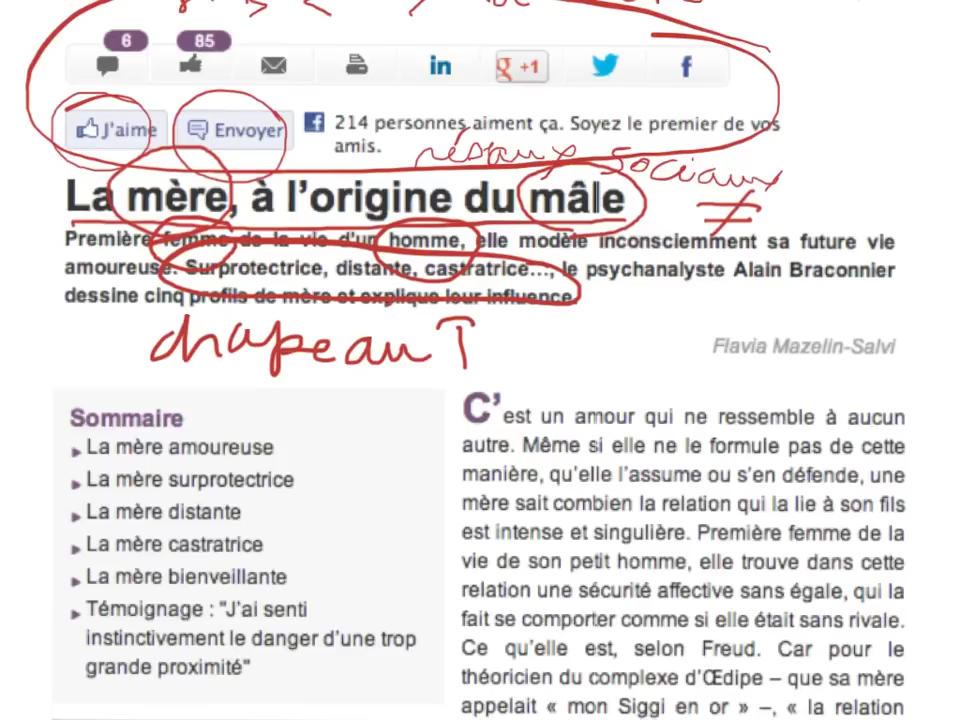 6 85
in g +1 f
J'aime Envoyer 214 personnes aiment ça. Soyez le premier de vos
amis.
réseaux sociaux
La mère, à l'origine du mâle
≠
Première femme de la vie d'un homme, elle modèle inconsciemment sa future vie
amoureuse. Surprotectrice, distante, castratrice..., le psychanalyste Alain Braconnier
dessine cinq profils de mère et explique leur influence.
chapeau
Flavia Mazelin-Salvi
Sommaire
La mère amoureuse
La mère surprotectrice
La mère distante
La mère castratrice
La mère bienveillante
Témoignage : "J'ai senti
instinctivement le danger d'une trop
grande proximité"
C'est un amour qui ne ressemble à aucun
autre. Même si elle ne le formule pas de cette
manière, qu'elle l'assume ou s'en défende, une
mère sait combien la relation qui la lie à son fils
est intense et singulière. Première femme de la
vie de son petit homme, elle trouve dans cette
relation une sécurité affective sans égale, qui la
fait se comporter comme si elle était sans rivale.
Ce qu'elle est, selon Freud. Car pour le
théoricien du complexe d'Œdipe – que sa mère
appelait « mon Siggi en or » –, « la relation